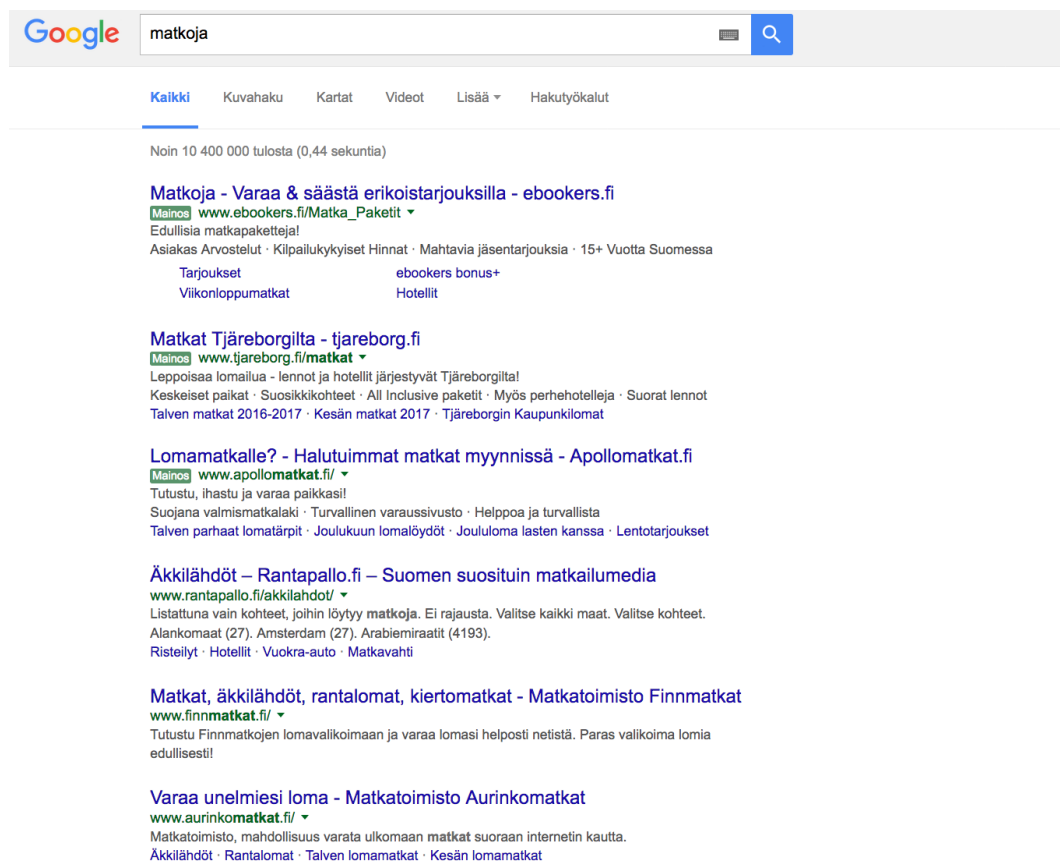 Google matkoja
Kaikki Kuvahaku Kartat Videot Lisää Hakutyökalut
Noin 10 400 000 tulosta (0,44 sekuntia)
Matkoja - Varaa & säästä erikoistarjouksilla - ebookers.fi
Mainos www.ebookers.fi/Matka_Paketit
Edullisia matkapaketteja!
Asiakas Arvostelut · Kilpailukykyiset Hinnat · Mahtavia jäsentarjouksia · 15+ Vuotta Suomessa
Tarjoukset ebookers bonus+
Viikonloppumatkat Hotellit
Matkat Tjäreborgilta - tjareborg.fi
Mainos www.tjareborg.fi/matkat
Leppoisaa lomailua - lennot ja hotellit järjestyvät Tjäreborgilta!
Keskeiset paikat · Suosikkikohteet · All Inclusive paketit · Myös perhehotelleja · Suorat lennot
Talven matkat 2016-2017 · Kesän matkat 2017 · Tjäreborgin Kaupunkilomat
Lomamatkalle? - Halutuimmat matkat myynnissä - Apollomatkat.fi
Mainos www.apollomatkat.fi/
Tutustu, ihastu ja varaa paikkasi!
Suojana valmismatkalaki · Turvallinen varaussivusto · Helppoa ja turvallista
Talven parhaat lomatärpit · Joulukuun lomalöydöt · Joululoma lasten kanssa · Lentotarjoukset
Äkkilähdöt – Rantapallo.fi – Suomen suosituin matkailumedia
www.rantapallo.fi/akkilahdot/
Listattuna vain kohteet, joihin löytyy matkoja. Ei rajausta. Valitse kaikki maat. Valitse kohteet.
Alankomaat (27). Amsterdam (27). Arabiemiraatit (4193).
Risteilyt · Hotellit · Vuokra-auto · Matkavahti
Matkat, äkkilähdöt, rantalomat, kiertomatkat - Matkatoimisto Finnmatkat
www.finnmatkat.fi/
Tutustu Finnmatkojen lomavalikoimaan ja varaa lomasi helposti netistä. Paras valikoima lomia
edullisesti!
Varaa unelmiesi loma - Matkatoimisto Aurinkomatkat
www.aurinkomatkat.fi/
Matkatoimisto, mahdollisuus varata ulkomaan matkat suoraan internetin kautta.
Äkkilähdöt · Rantalomat · Talven lomamatkat · Kesän lomamatkat